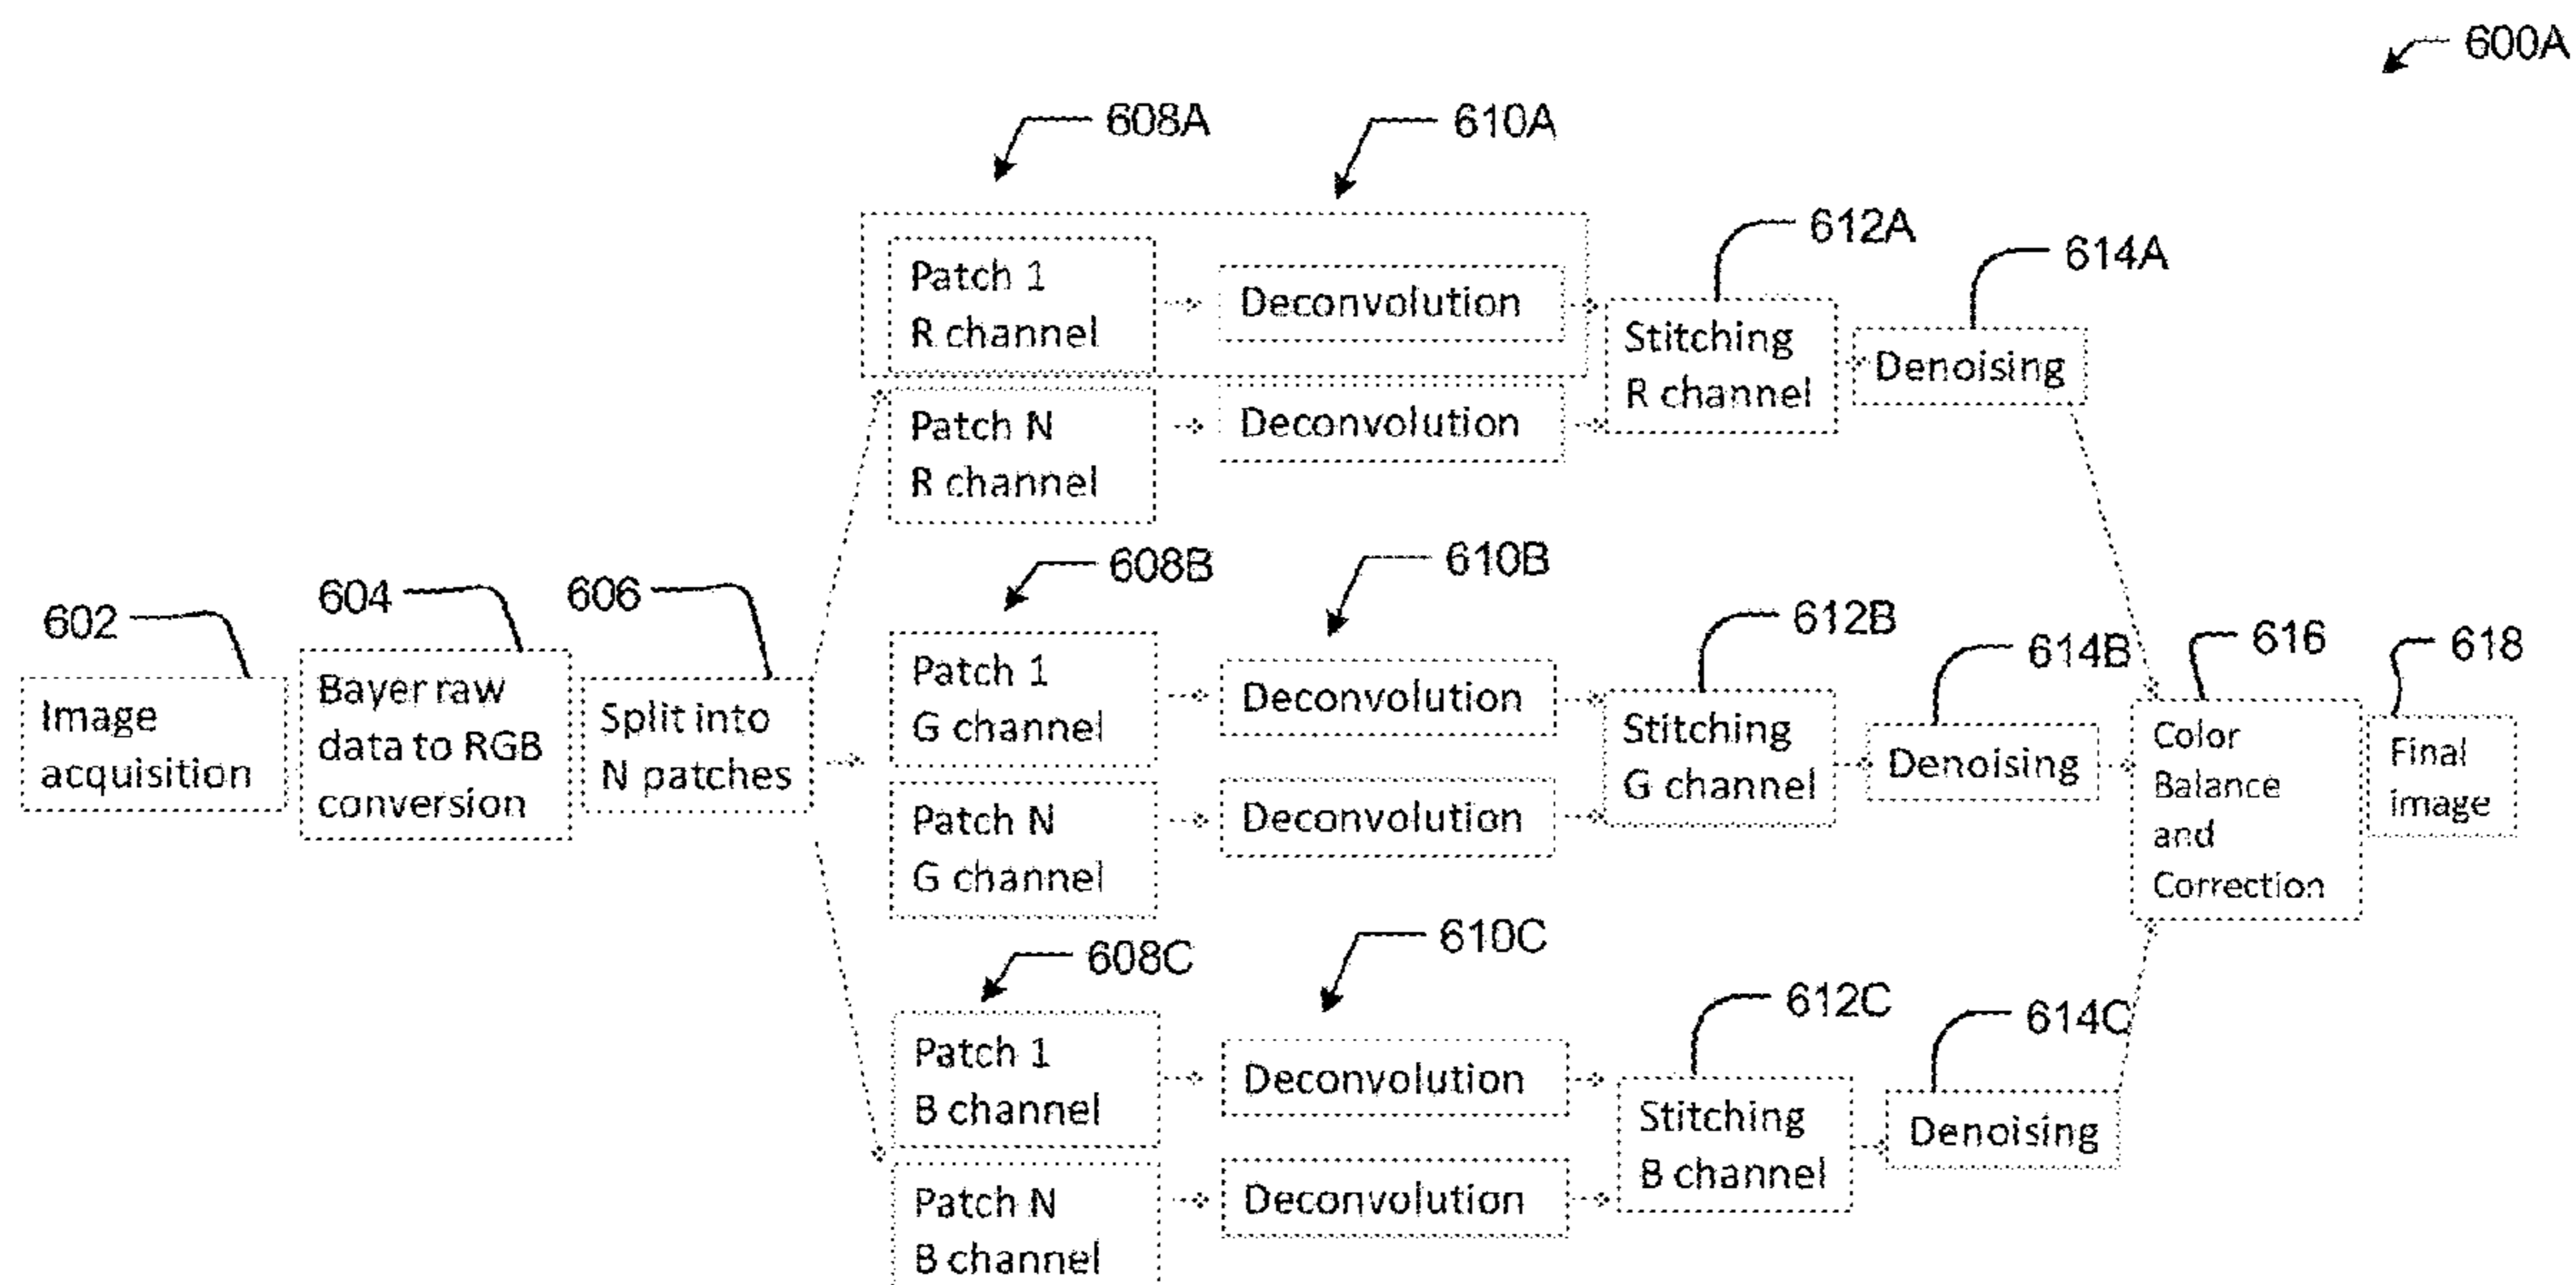 600A
608A
610A
612A
614A
Patch 1
R channel
Deconvolution
Stitching
R channel
Denoising
Patch N
R channel
Deconvolution
602
604
606
608B
610B
612B
614B
616
618
Image
acquisition
Bayer raw
data to RGB
conversion
Split into
N patches
Patch 1
G channel
Deconvolution
Patch N
G channel
Deconvolution
Stitching
G channel
Denoising
Color
Balance
and
Correction
Final
image
608C
610C
612C
614C
Patch 1
B channel
Deconvolution
Patch N
B channel
Deconvolution
Stitching
B channel
Denoising